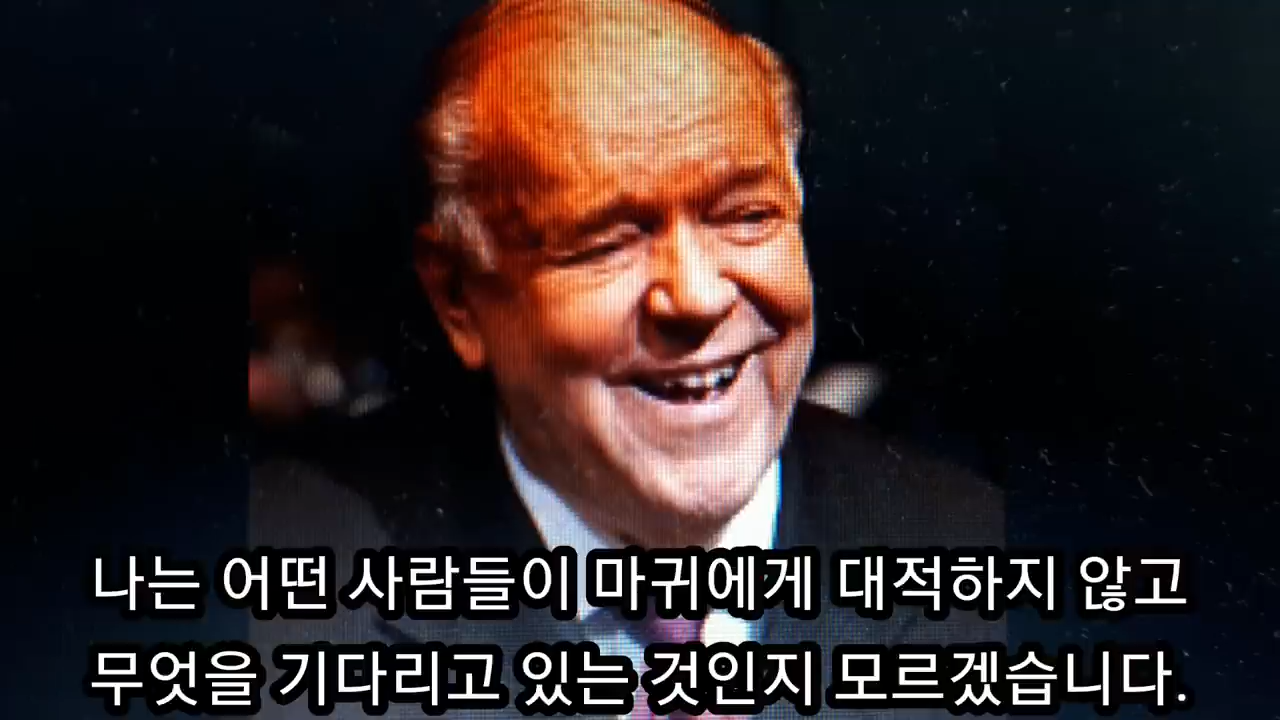 나는 어떤 사람들이 마귀에게 대적하지 않고
무엇을 기다리고 있는 것인지 모르겠습니다.